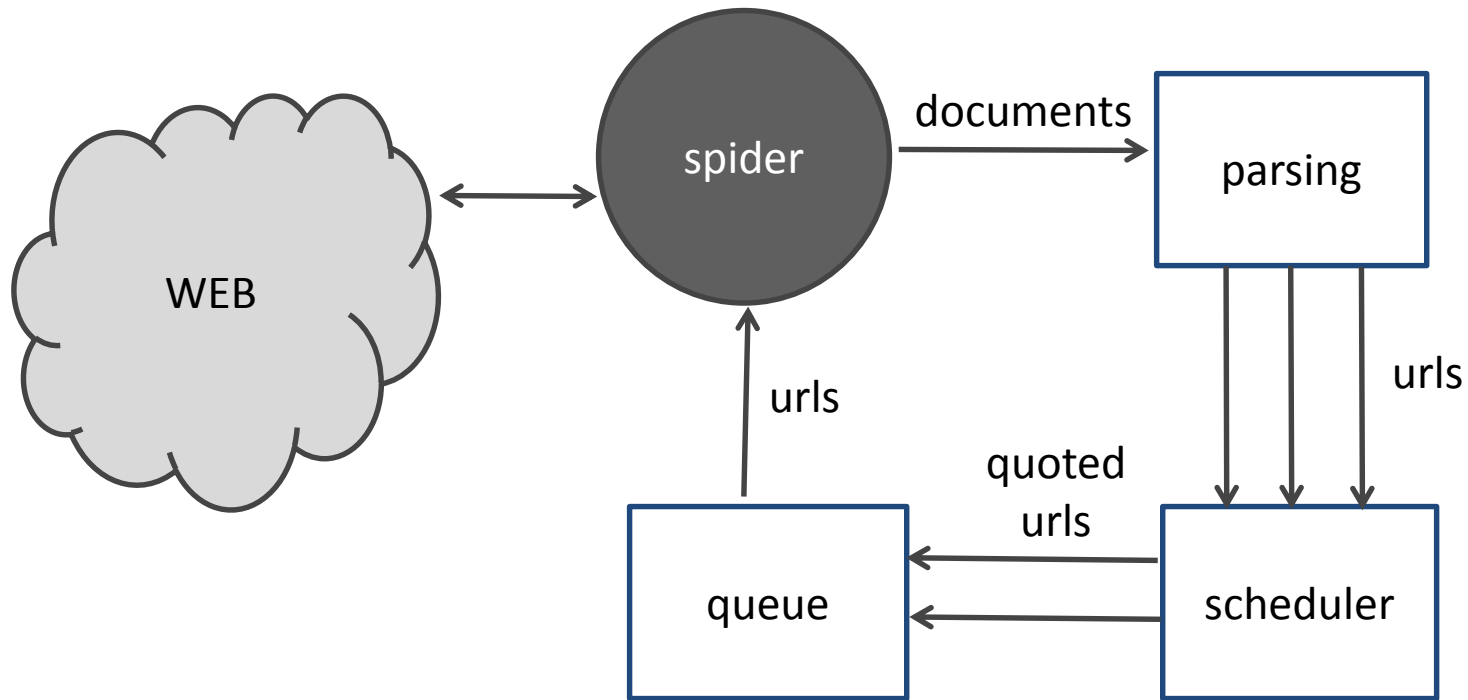 documents
spider
parsing
WEB
urls
urls
quoted
urls
queue
scheduler